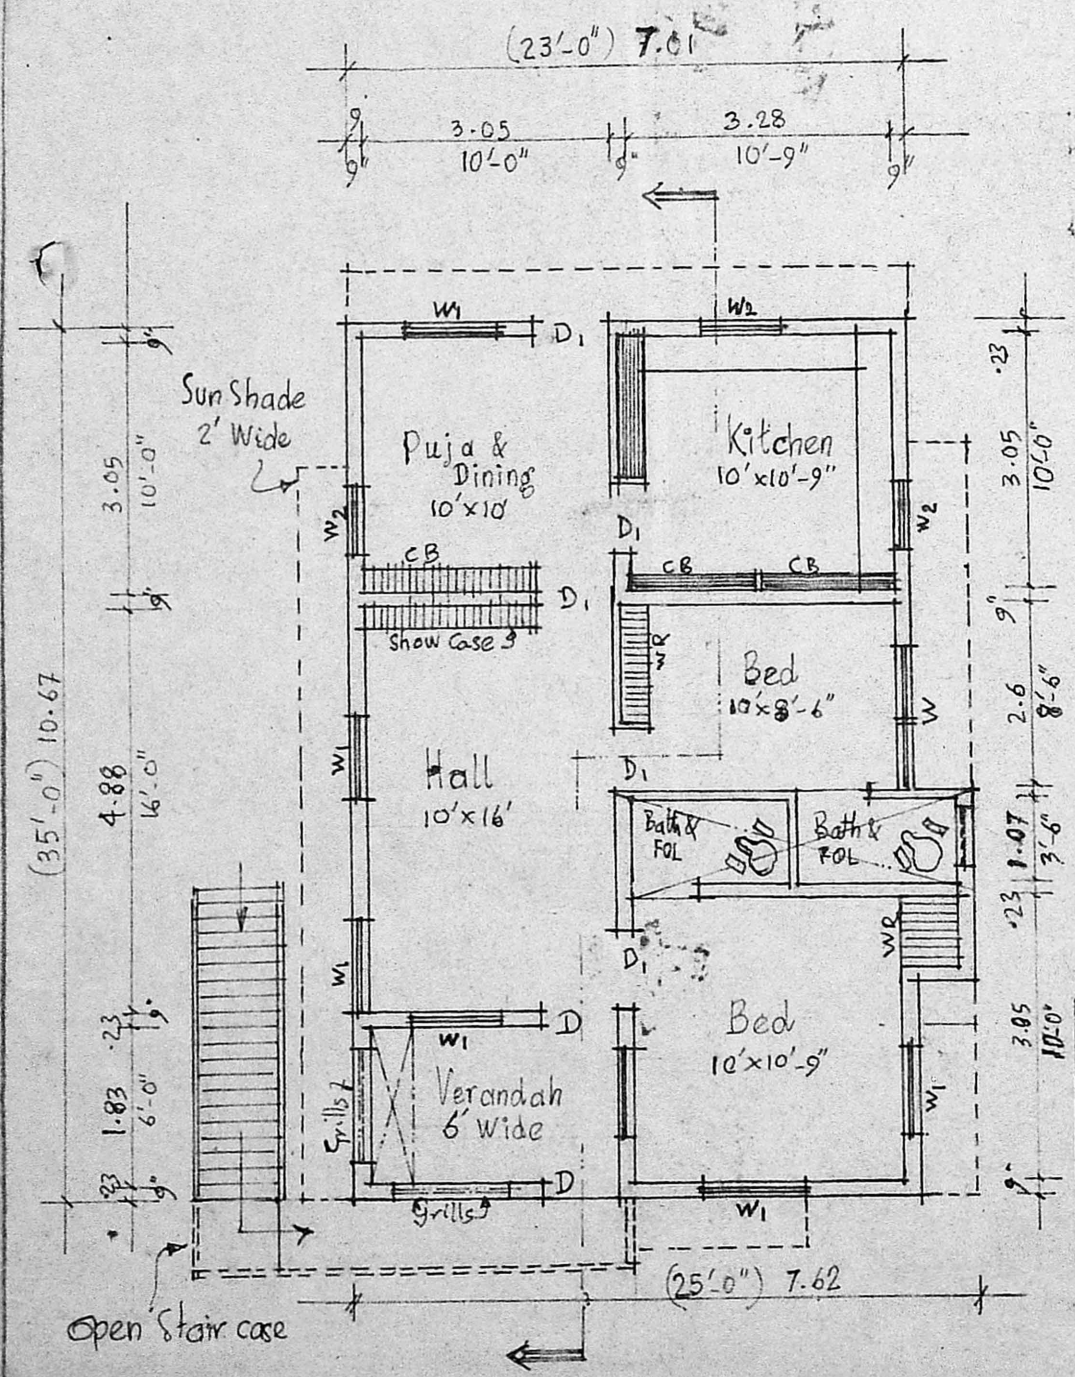 (23'-0") 7.01
9
3.05
3.28
9"
10'-0"
9"
10'-9"
9"
W1
D1
W2
9"
.23
Sun Shade
2' Wide
Puja &
Dining
10'x10'
Kitchen
10'x10'-9"
3.05
10'-0"
3.05
10'-0"
W2
D1
W2
CB
CB
CB
9"
D1
9"
Show Case
WR
Bed
10'x8'-6"
2.6
8'-6"
W
(35'-0") 10.67
4.88
16'-0"
W1
Hall
10'x16'
D1
Bath &
Bath &
1.07
3'-6"
.23
WR
W1
D1
.23
9"
W1
D
Bed
10'x10'-9"
3.05
10'-0"
1.83
6'-0"
Grills
Verandah
6' Wide
W1
.23
9"
D
9"
Grills
W1
(25'-0") 7.62
Open Stair case